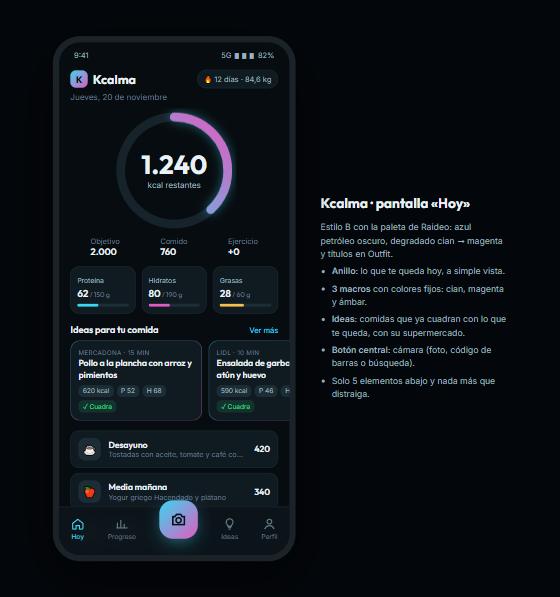 9:41
5G 82%
K Kcalma
12 días · 84,6 kg
Jueves, 20 de noviembre
1.240
kcal restantes
Objetivo Comido Ejercicio
2.000 760 +0
Proteína Hidratos Grasas
62 / 150 g 80 / 190 g 28 / 60 g
Ideas para tu comida Ver más
MERCADONA · 15 MIN
Pollo a la plancha con arroz y
pimientos
620 kcal P 52 H 68
✓ Cuadra
LIDL · 10 MIN
Ensalada de garba
atún y huevo
590 kcal P 46 H
✓ Cuadra
Desayuno
Tostadas con aceite, tomate y café co...
420
Media mañana
Yogur griego Hacendado y plátano
340
Hoy Progreso Ideas Perfil
Kcalma · pantalla «Hoy»
Estilo B con la paleta de Raideo: azul
petróleo oscuro, degradado cian → magenta
y títulos en Outfit.
• Anillo: lo que te queda hoy, a simple vista.
• 3 macros con colores fijos: cian, magenta
y ámbar.
• Ideas: comidas que ya cuadran con lo que
te queda, con su supermercado.
• Botón central: cámara (foto, código de
barras o búsqueda).
• Solo 5 elementos abajo y nada más que
distraiga.